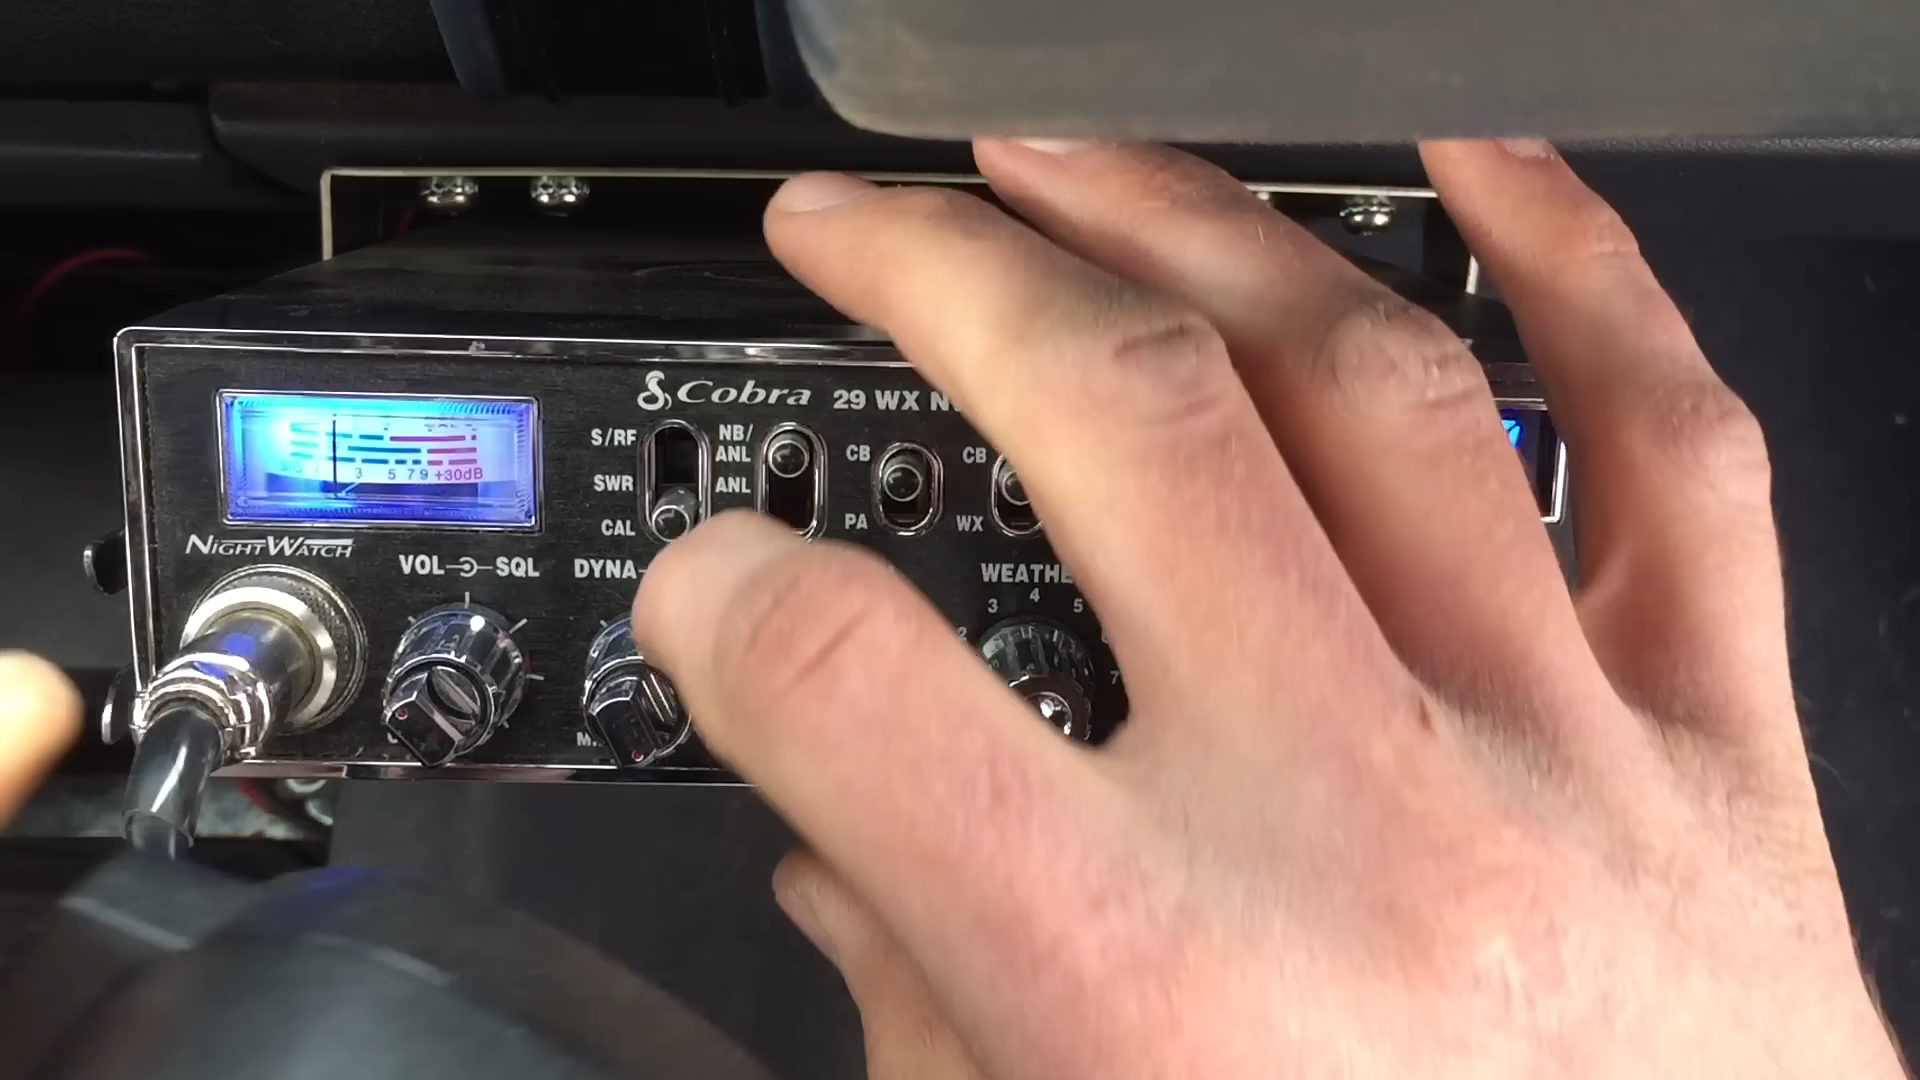 Cobra 29 WX
S/RF
SWR
CAL
NB/
ANL
ANL
CB
PA
CB
WX
3 5 7 9 +30dB
NIGHTWATCH
VOL SQL
DYNA
WEATHE
2 3 4 5
7